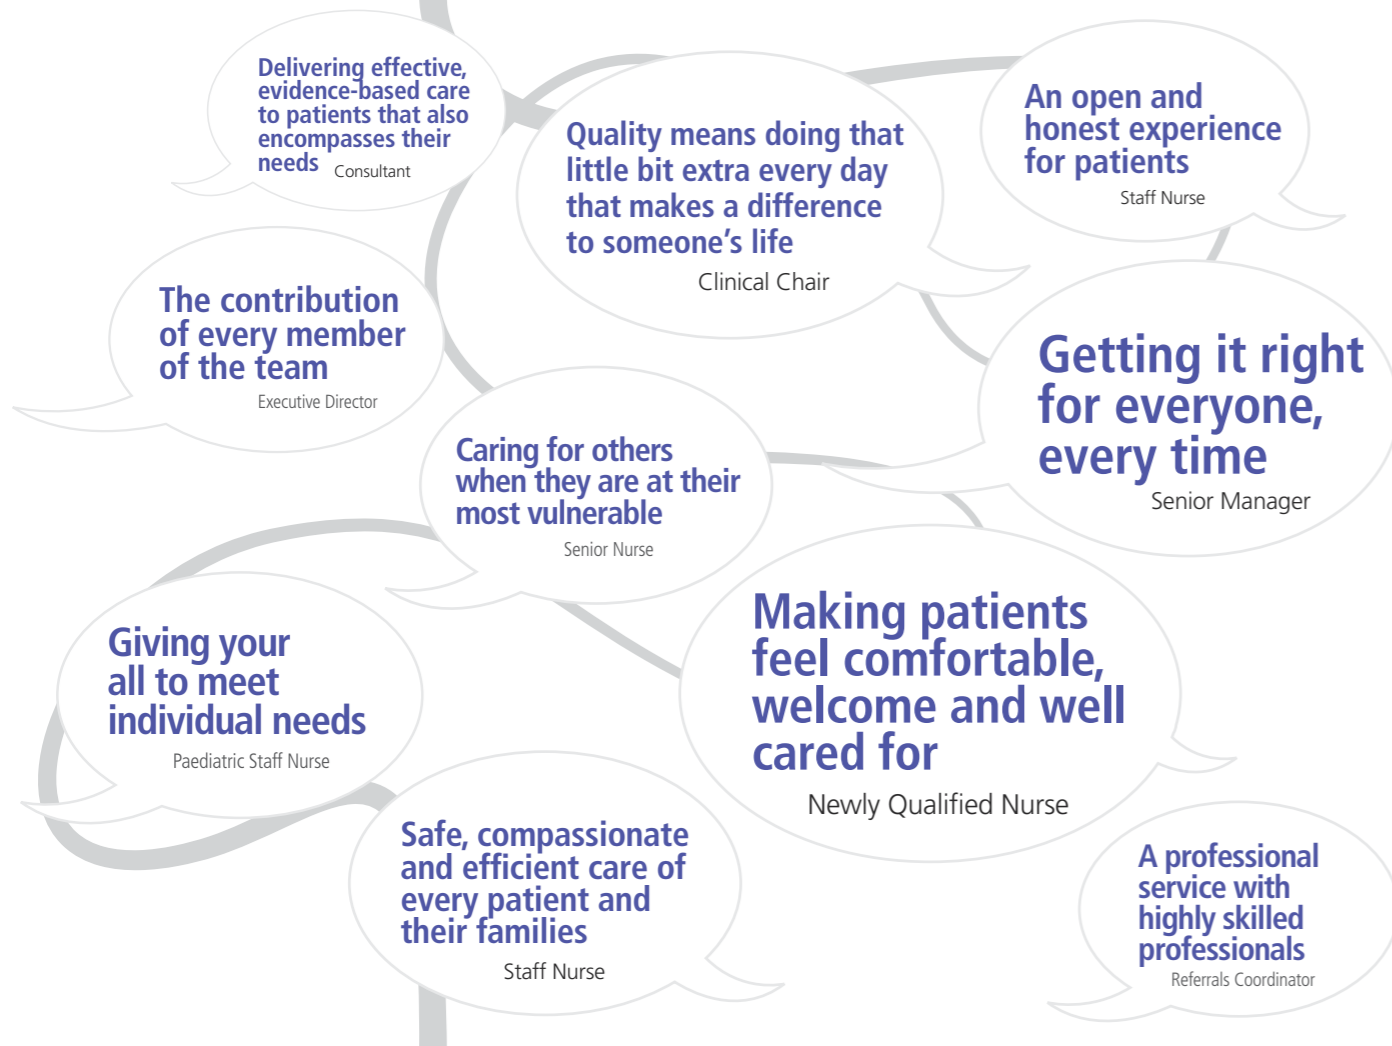 Delivering effective,
evidence-based care
to patients that also
encompasses their
needs Consultant
Quality means doing that
little bit extra every day
that makes a difference
to someone’s life
Clinical Chair
An open and
honest experience
for patients
Staff Nurse
The contribution
of every member
of the team
Executive Director
Getting it right
for everyone,
every time
Senior Manager
Caring for others
when they are at their
most vulnerable
Senior Nurse
Giving your
all to meet
individual needs
Paediatric Staff Nurse
Making patients
feel comfortable,
welcome and well
cared for
Newly Qualified Nurse
Safe, compassionate
and efficient care of
every patient and
their families
Staff Nurse
A professional
service with
highly skilled
professionals
Referrals Coordinator